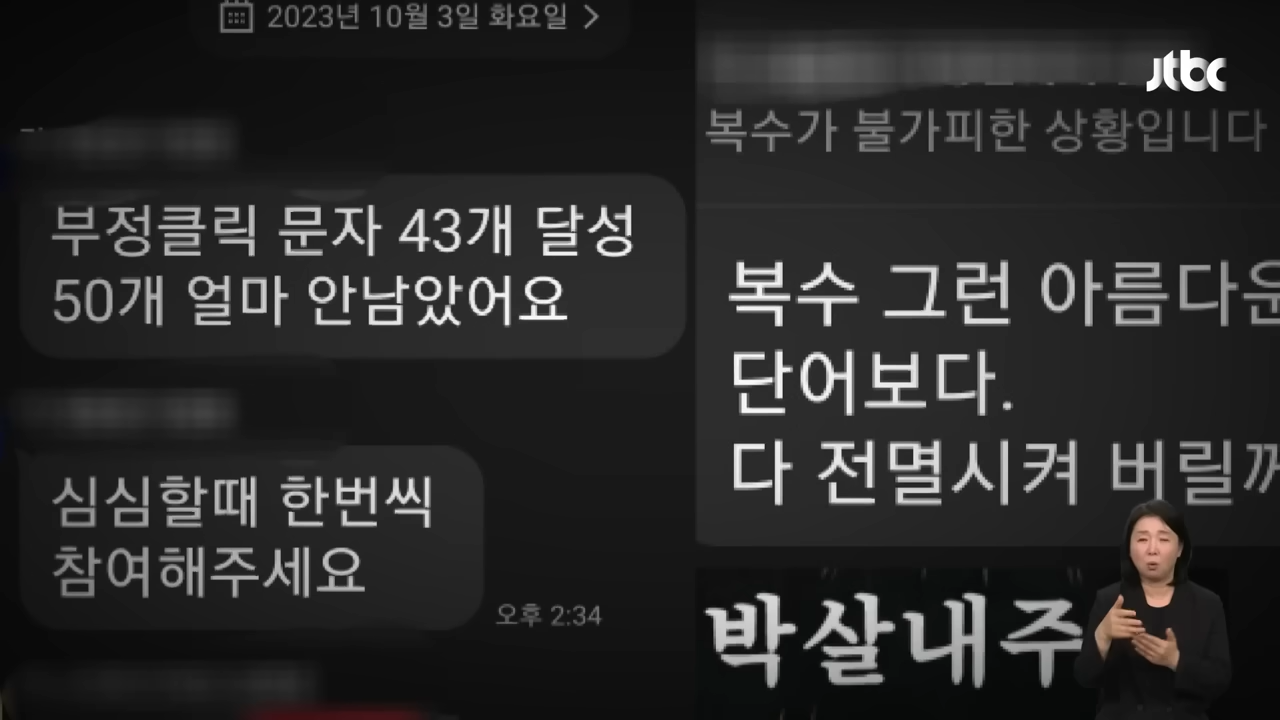 2023년 10월 3일 화요일
부정클릭 문자 43개 달성
50개 얼마 안남았어요
심심할때 한번씩
참여해주세요
오후 2:34
jtbc
복수가 불가피한 상황입니다
복수 그런 아름다운
단어보다.
다 전멸시켜 버릴께
박살내주